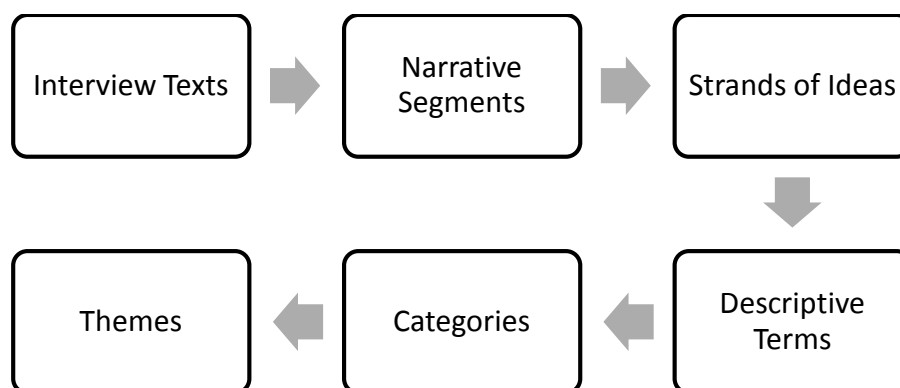 Interview Texts
Narrative
Segments
Strands of Ideas
Descriptive
Terms
Categories
Themes